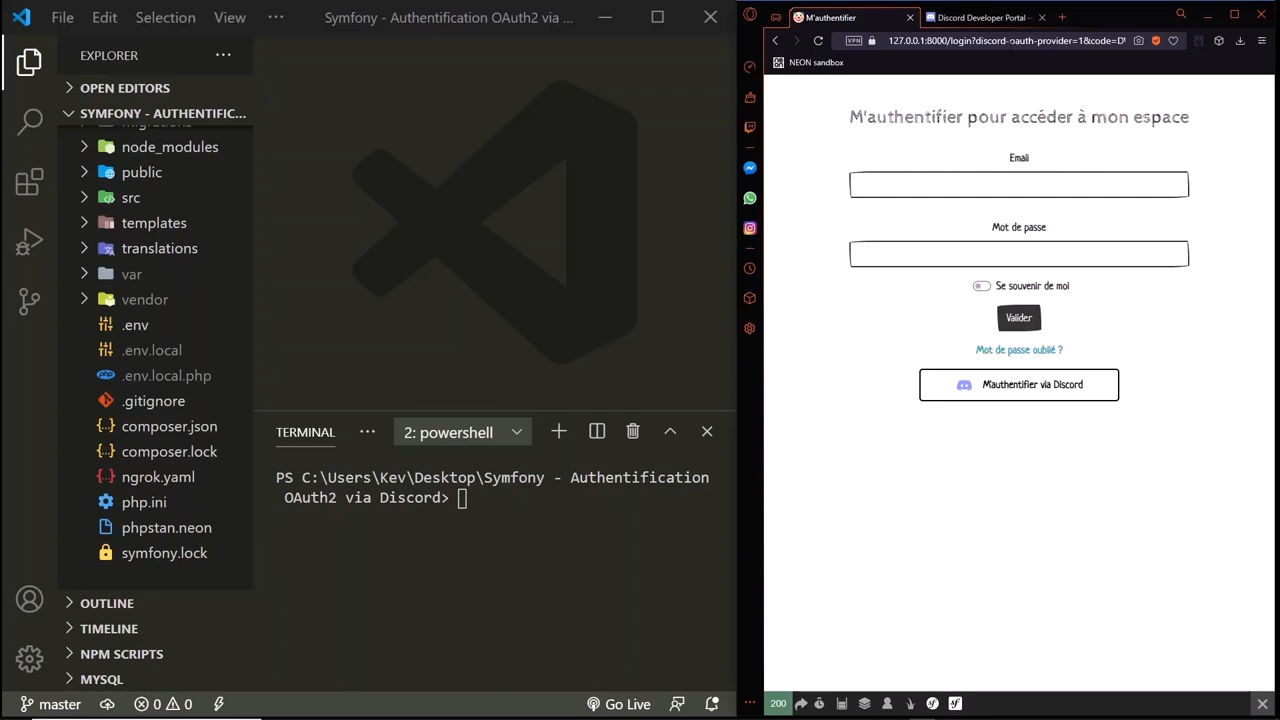 File Edit Selection View ··· Symfony - Authentification OAuth2 via ...
EXPLORER ···
OPEN EDITORS
SYMFONY - AUTHENTIFIC...
node_modules
public
src
templates
translations
var
vendor
.env
.env.local
.env.local.php
.gitignore
composer.json
composer.lock
ngrok.yaml
php.ini
phpstan.neon
symfony.lock
OUTLINE
TIMELINE
NPM SCRIPTS
MYSQL
TERMINAL ··· 2: powershell
PS C:\Users\Kev\Desktop\Symfony - Authentification
OAuth2 via Discord>
master 0 0 Go Live
M'authentifier Discord Developer Portal —
VPN 127.0.0.1:8000/login?discord-oauth-provider=1&code=D
NEON sandbox
M'authentifier pour accéder à mon espace
Email
Mot de passe
Se souvenir de moi
Valider
Mot de passe oublié ?
M'authentifier via Discord
200